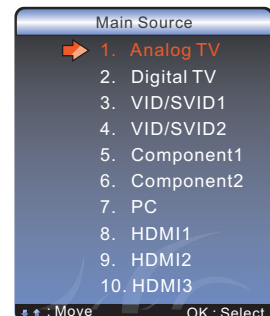 Main Source
1. Analog TV
2. Digital TV
3. VID/SVID1
4. VID/SVID2
5. Component1
6. Component2
7. PC
8. HDMI1
9. HDMI2
10. HDMI3
: Move OK : Select